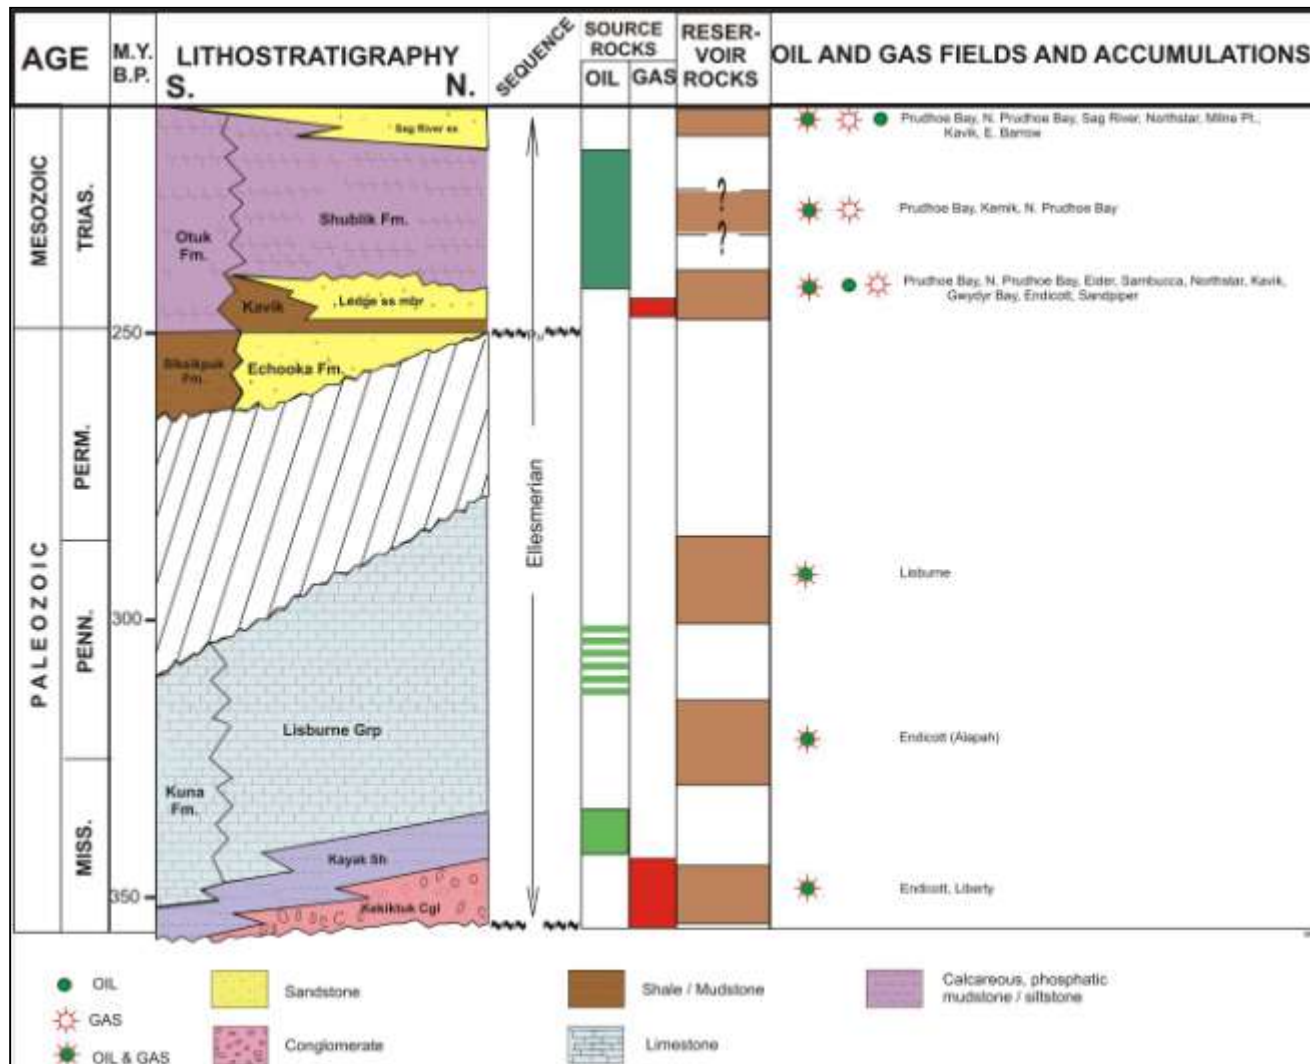 AGE
M.Y.
B.P.
LITHOSTRATIGRAPHY
S. N.
SEQUENCE
SOURCE
ROCKS
OIL GAS
RESER-
VOIR
ROCKS
OIL AND GAS FIELDS AND ACCUMULATIONS
MESOZOIC
TRIAS.
PALEOZOIC
PERM.
PENN.
MISS.
250
300
350
Sag River ss
Shublik Fm.
Otuk
Fm.
Kavik
Ledge ss mbr
Siksikpuk
Fm.
Echooka Fm.
Lisburne Grp
Kuna
Fm.
Kayak Sh
Kekiktuk Cgl
Ellesmerian
?
?
Prudhoe Bay, N. Prudhoe Bay, Sag River, Northstar, Milne Pt.,
Kavik, E. Barrow
Prudhoe Bay, Kemik, N. Prudhoe Bay
Prudhoe Bay, N. Prudhoe Bay, Eider, Sambucca, Northstar, Kavik,
Gwydyr Bay, Endicott, Sandpiper
Lisburne
Endicott (Alapah)
Endicott, Liberty
OIL
GAS
OIL & GAS
Sandstone
Conglomerate
Shale / Mudstone
Limestone
Calcareous, phosphatic
mudstone / siltstone